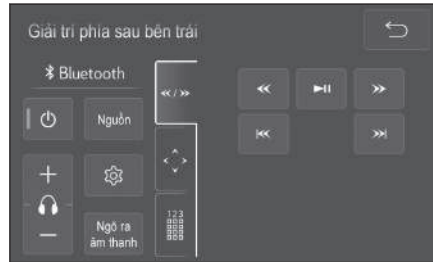 Giải trí phía sau bên trái
Bluetooth
Nguồn
123
Ngõ ra
âm thanh